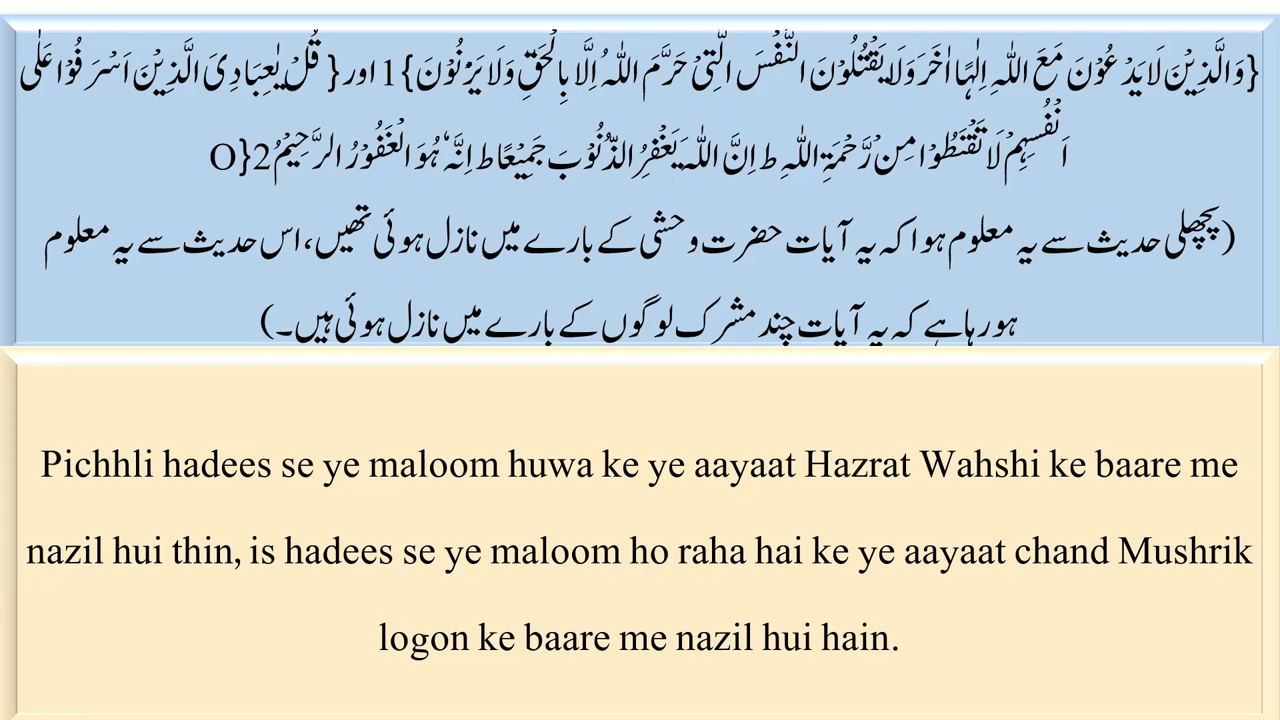 {وَالَّذِیۡنَ لَا یَدۡعُوۡنَ مَعَ اللّٰہِ اِلٰہًا اٰخَرَ وَلَا یَقۡتُلُوۡنَ النَّفۡسَ الَّتِیۡ حَرَّمَ اللّٰہُ اِلَّا بِالۡحَقِّ وَلَا یَزۡنُوۡنَ}1 اور { قُلۡ یٰعِبَادِیَ الَّذِیۡنَ اَسۡرَفُوۡا عَلٰۤی
اَنۡفُسِہِمۡ لَا تَقۡنَطُوۡا مِنۡ رَّحۡمَۃِ اللّٰہِ ط اِنَّ اللّٰہَ یَغۡفِرُ الذُّنُوۡبَ جَمِیۡعًا ط اِنَّہٗ ہُوَ الۡغَفُوۡرُ الرَّحِیۡمُ2{O
(پچھلی حدیث سے یہ معلوم ہوا کہ یہ آیات حضرت وحشی کے بارے میں نازل ہوئی تھیں، اس حدیث سے یہ معلوم
ہو رہا ہے کہ یہ آیات چند مشرک لوگوں کے بارے میں نازل ہوئی ہیں۔)
Pichhli hadees se ye maloom huwa ke ye aayaat Hazrat Wahshi ke baare me
nazil hui thin, is hadees se ye maloom ho raha hai ke ye aayaat chand Mushrik
logon ke baare me nazil hui hain.